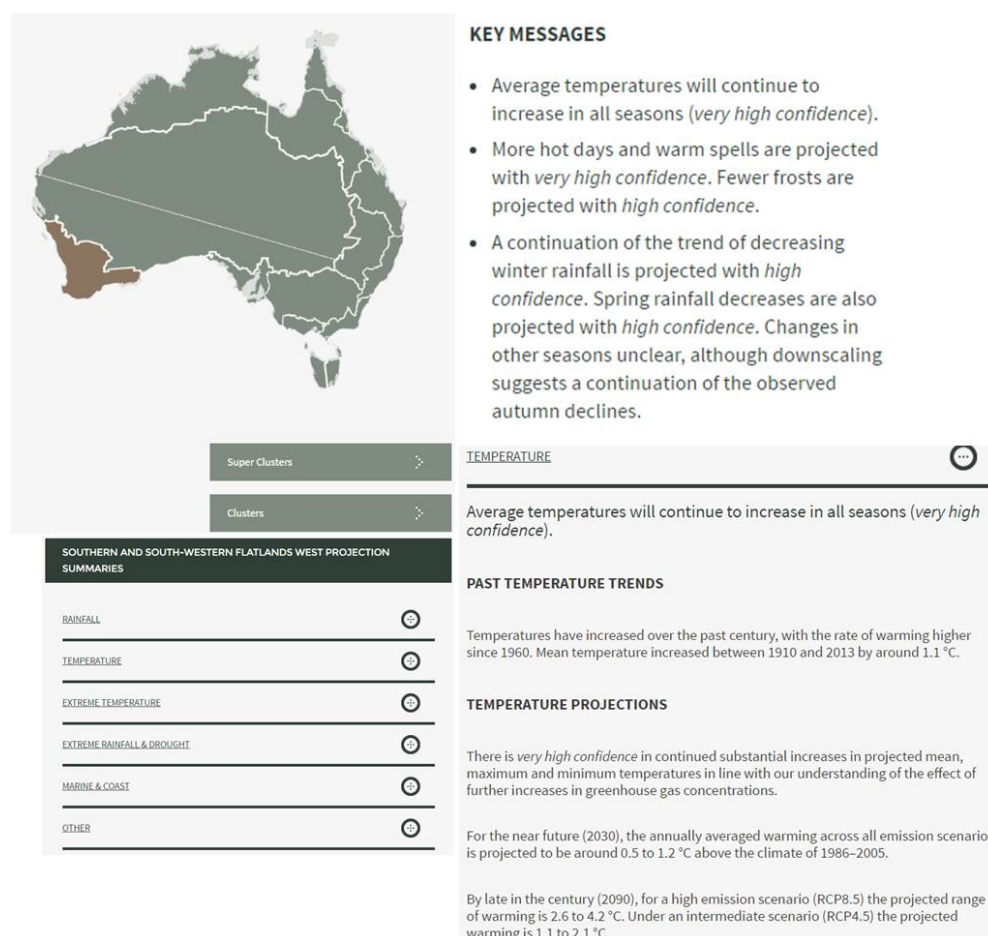 KEY MESSAGES
• Average temperatures will continue to
increase in all seasons (very high confidence).
• More hot days and warm spells are projected
with very high confidence. Fewer frosts are
projected with high confidence.
• A continuation of the trend of decreasing
winter rainfall is projected with high
confidence. Spring rainfall decreases are also
projected with high confidence. Changes in
other seasons unclear, although downscaling
suggests a continuation of the observed
autumn declines.
Super Clusters
Clusters
SOUTHERN AND SOUTH-WESTERN FLATLANDS WEST PROJECTION
SUMMARIES
RAINFALL
TEMPERATURE
EXTREME TEMPERATURE
EXTREME RAINFALL & DROUGHT
MARINE & COAST
OTHER
TEMPERATURE
Average temperatures will continue to increase in all seasons (very high
confidence).
PAST TEMPERATURE TRENDS
Temperatures have increased over the past century, with the rate of warming higher
since 1960. Mean temperature increased between 1910 and 2013 by around 1.1 °C.
TEMPERATURE PROJECTIONS
There is very high confidence in continued substantial increases in projected mean,
maximum and minimum temperatures in line with our understanding of the effect of
further increases in greenhouse gas concentrations.
For the near future (2030), the annually averaged warming across all emission scenario
is projected to be around 0.5 to 1.2 °C above the climate of 1986–2005.
By late in the century (2090), for a high emission scenario (RCP8.5) the projected range
of warming is 2.6 to 4.2 °C. Under an intermediate scenario (RCP4.5) the projected
warming is 1.1 to 2.1 °C.